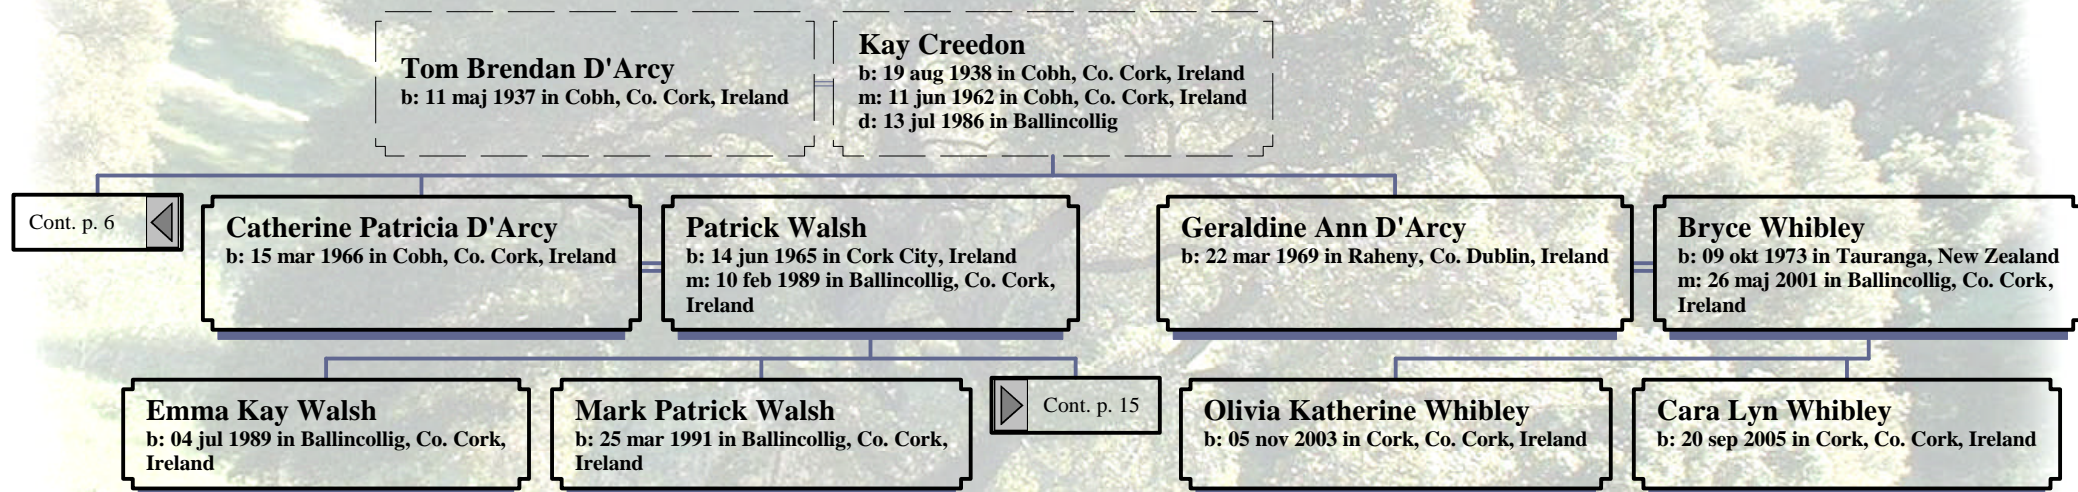 Tom Brendan D'Arcy
b: 11 maj 1937 in Cobh, Co. Cork, Ireland
Kay Creedon
b: 19 aug 1938 in Cobh, Co. Cork, Ireland
m: 11 jun 1962 in Cobh, Co. Cork, Ireland
d: 13 jul 1986 in Ballincollig
Cont. p. 6
Catherine Patricia D'Arcy
b: 15 mar 1966 in Cobh, Co. Cork, Ireland
Patrick Walsh
b: 14 jun 1965 in Cork City, Ireland
m: 10 feb 1989 in Ballincollig, Co. Cork,
Ireland
Geraldine Ann D'Arcy
b: 22 mar 1969 in Raheny, Co. Dublin, Ireland
Bryce Whibley
b: 09 okt 1973 in Tauranga, New Zealand
m: 26 maj 2001 in Ballincollig, Co. Cork,
Ireland
Emma Kay Walsh
b: 04 jul 1989 in Ballincollig, Co. Cork,
Ireland
Mark Patrick Walsh
b: 25 mar 1991 in Ballincollig, Co. Cork,
Ireland
Cont. p. 15
Olivia Katherine Whibley
b: 05 nov 2003 in Cork, Co. Cork, Ireland
Cara Lyn Whibley
b: 20 sep 2005 in Cork, Co. Cork, Ireland